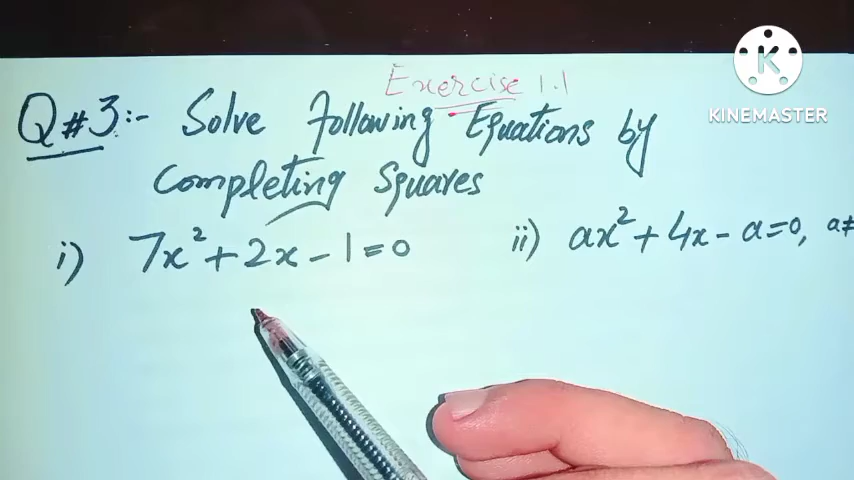 Exercise 1.1
Q#3:- Solve Following Equations by
Completing Squares
i) 7x² + 2x - 1 = 0 ii) ax² + 4x - a = 0, a≠
K
KINEMASTER